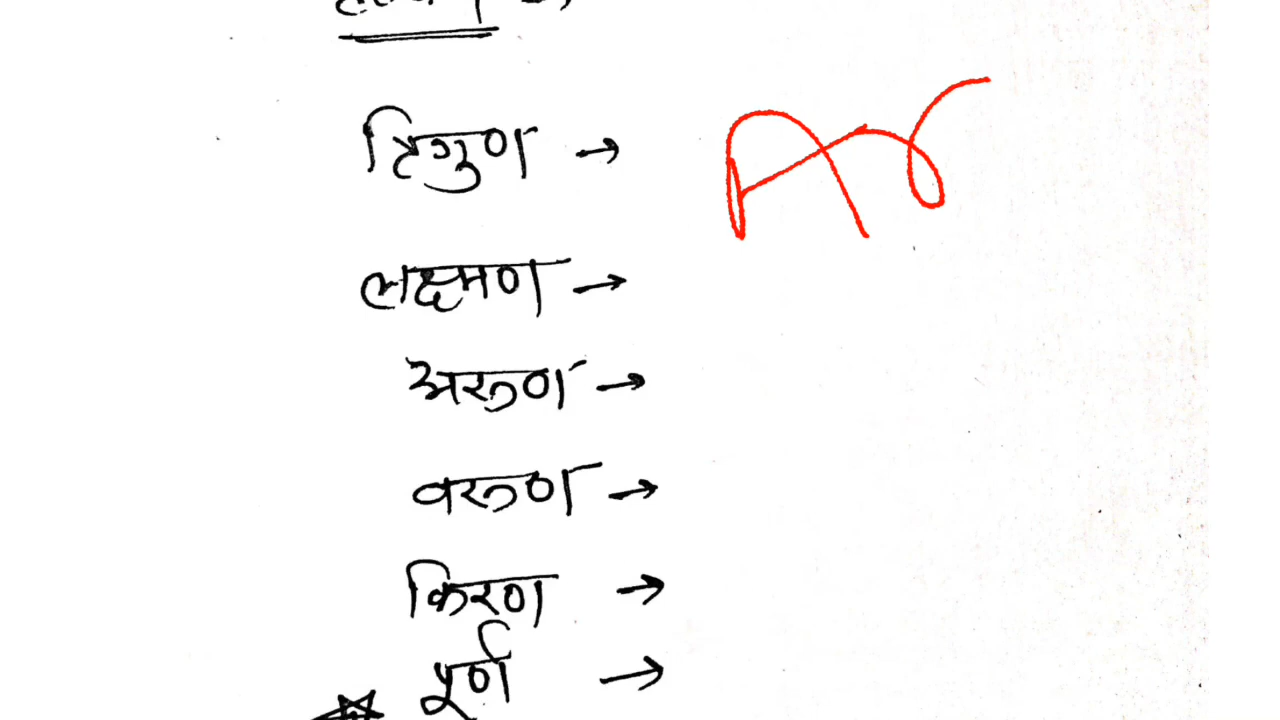 त्रिगुण →
लक्ष्मण →
अरुण →
वरुण →
किरण →
पूर्ण →